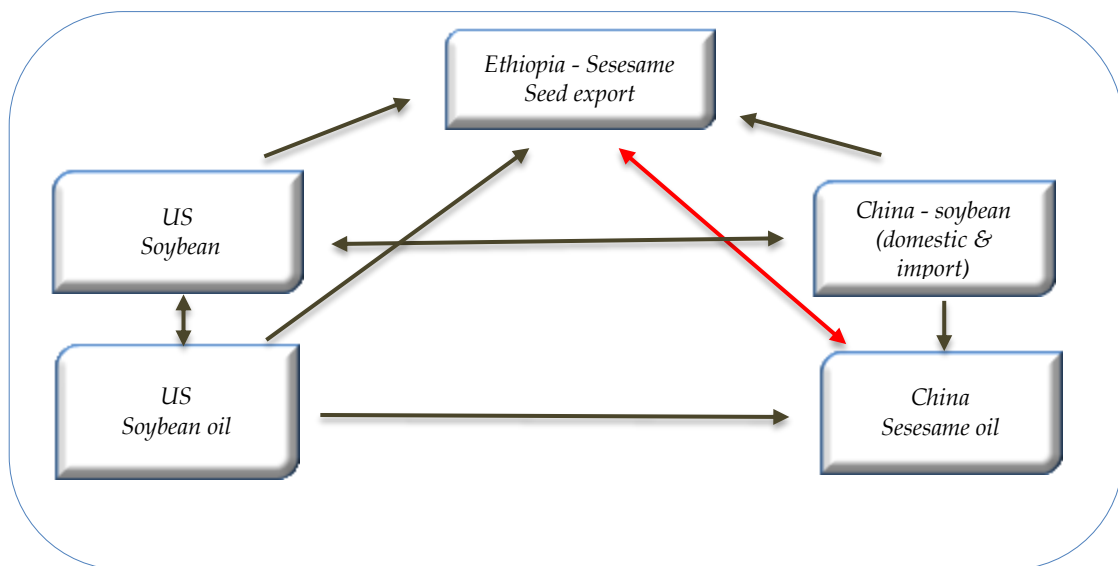 Ethiopia - Sesesame
Seed export
US
Soybean
China - soybean
(domestic &
import)
US
Soybean oil
China
Sesesame oil